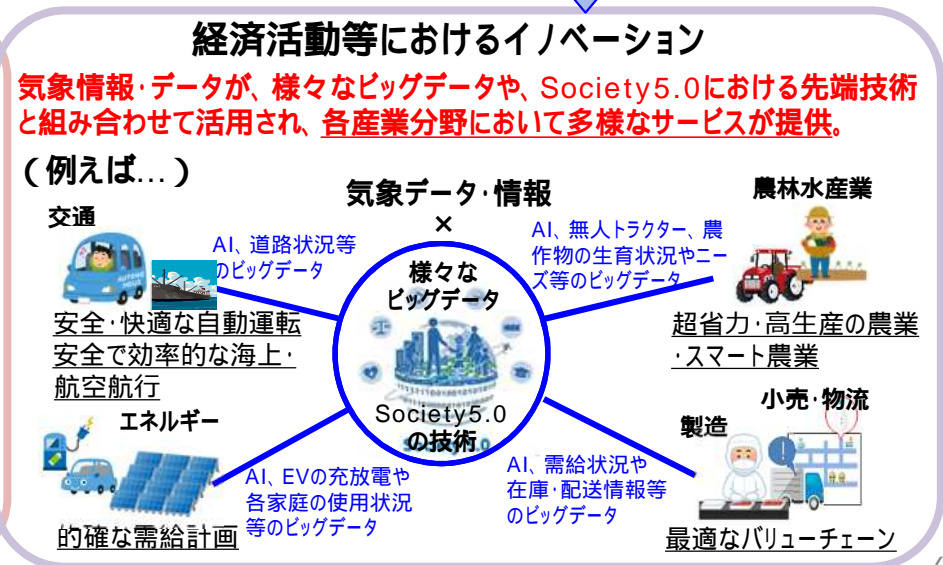 経済活動等におけるイノベーション
気象情報・データが、様々なビッグデータや、Society5.0における先端技術
と組み合わせて活用され、各産業分野において多様なサービスが提供。
(例えば...)
気象データ・情報
×
様々な
ビッグデータ
Society5.0
の技術
交通
AI、道路状況等
のビッグデータ
安全・快適な自動運転
安全で効率的な海上・
航空航行
農林水産業
AI、無人トラクター、農
作物の生育状況やニー
ズ等のビッグデータ
超省力・高生産の農業
・スマート農業
エネルギー
AI、EVの充放電や
各家庭の使用状況
等のビッグデータ
的確な需給計画
小売・物流
製造
AI、需給状況や
在庫・配送情報等
のビッグデータ
最適なバリューチェーン